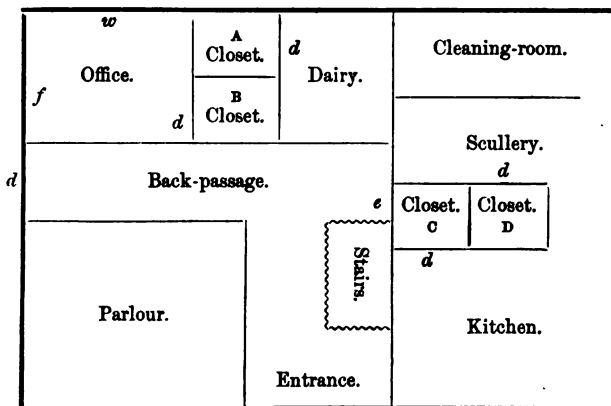 w
A
Closet.
d
Cleaning-room.
Office.
Dairy.
f
B
Closet.
d
Scullery.
d
Back-passage.
d
e
Closet.
C
Closet.
D
d
Stairs.
Parlour.
Kitchen.
Entrance.